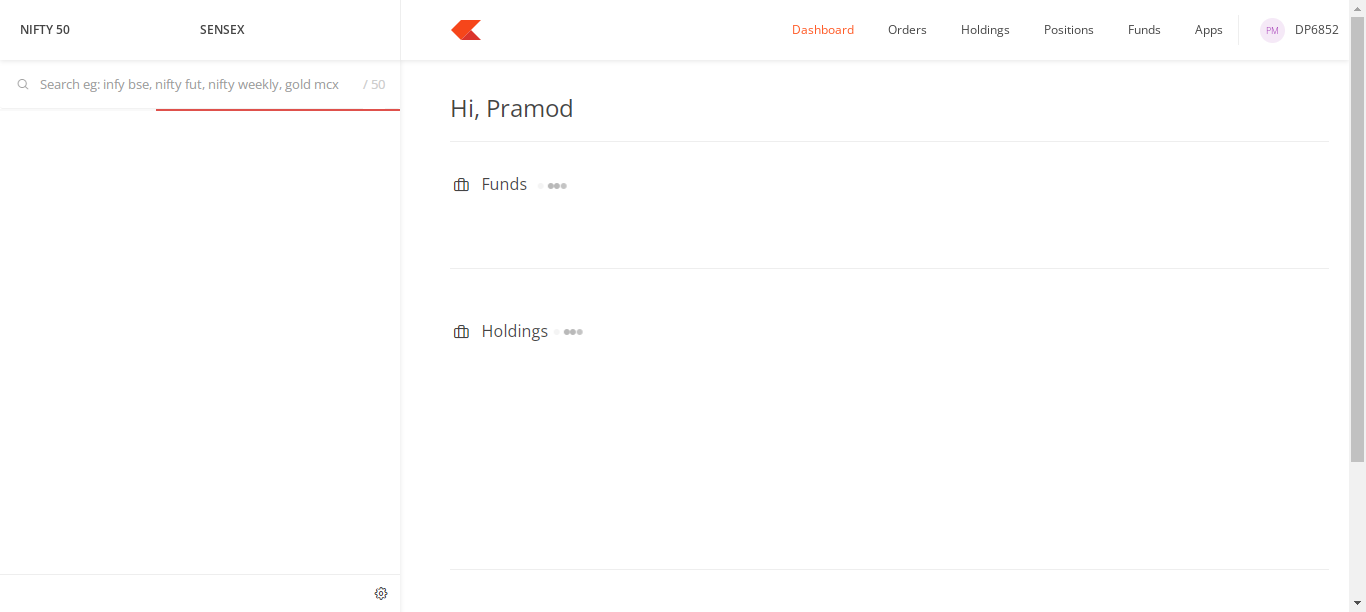 NIFTY 50 SENSEX
Dashboard Orders Holdings Positions Funds Apps PM DP6852
Search eg: infy bse, nifty fut, nifty weekly, gold mcx / 50
Hi, Pramod
Funds
Holdings